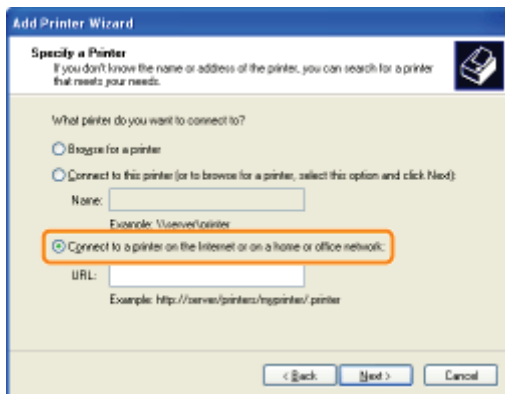 Add Printer Wizard
Specify a Printer
If you don't know the name or address of the printer, you can search for a printer
that meets your needs.
What printer do you want to connect to?
Browse for a printer
Connect to this printer (or to browse for a printer, select this option and click Next):
Name:
Example: \\server\printer
Connect to a printer on the Internet or on a home or office network:
URL:
Example: http://server/printers/myprinter/.printer
< Back
Next >
Cancel